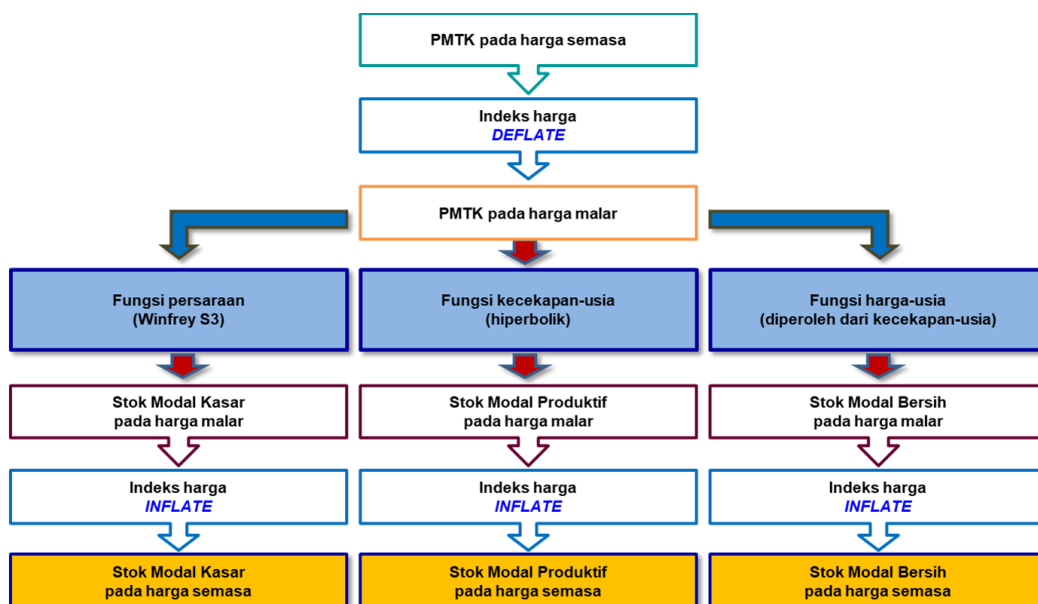 PMTK pada harga semasa
Indeks harga
DEFLATE
PMTK pada harga malar
Fungsi persaraan
(Winfrey S3)
Fungsi kecekapan-usia
(hiperbolik)
Fungsi harga-usia
(diperoleh dari kecekapan-usia)
Stok Modal Kasar
pada harga malar
Stok Modal Produktif
pada harga malar
Stok Modal Bersih
pada harga malar
Indeks harga
INFLATE
Indeks harga
INFLATE
Indeks harga
INFLATE
Stok Modal Kasar
pada harga semasa
Stok Modal Produktif
pada harga semasa
Stok Modal Bersih
pada harga semasa